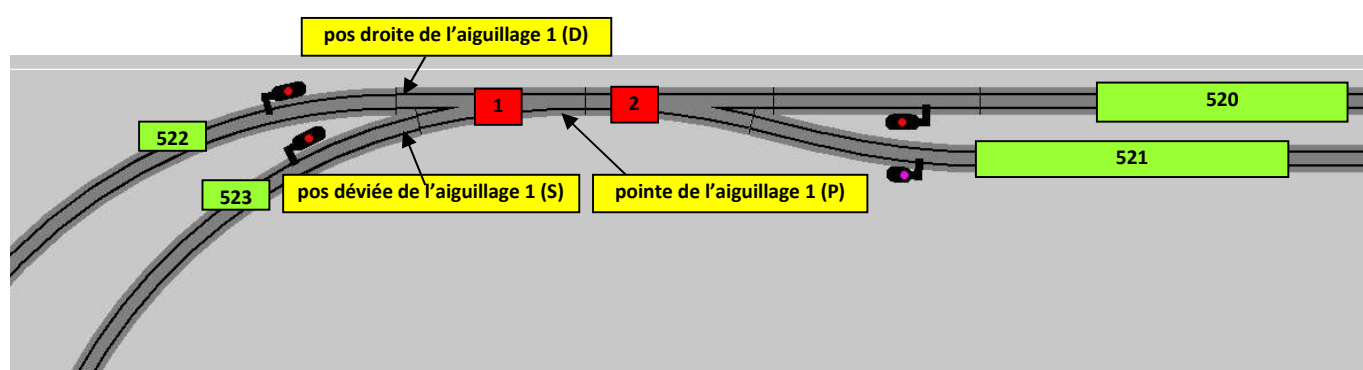 pos droite de l'aiguillage 1 (D)
1
2
520
522
521
523
pos déviée de l'aiguillage 1 (S)
pointe de l'aiguillage 1 (P)